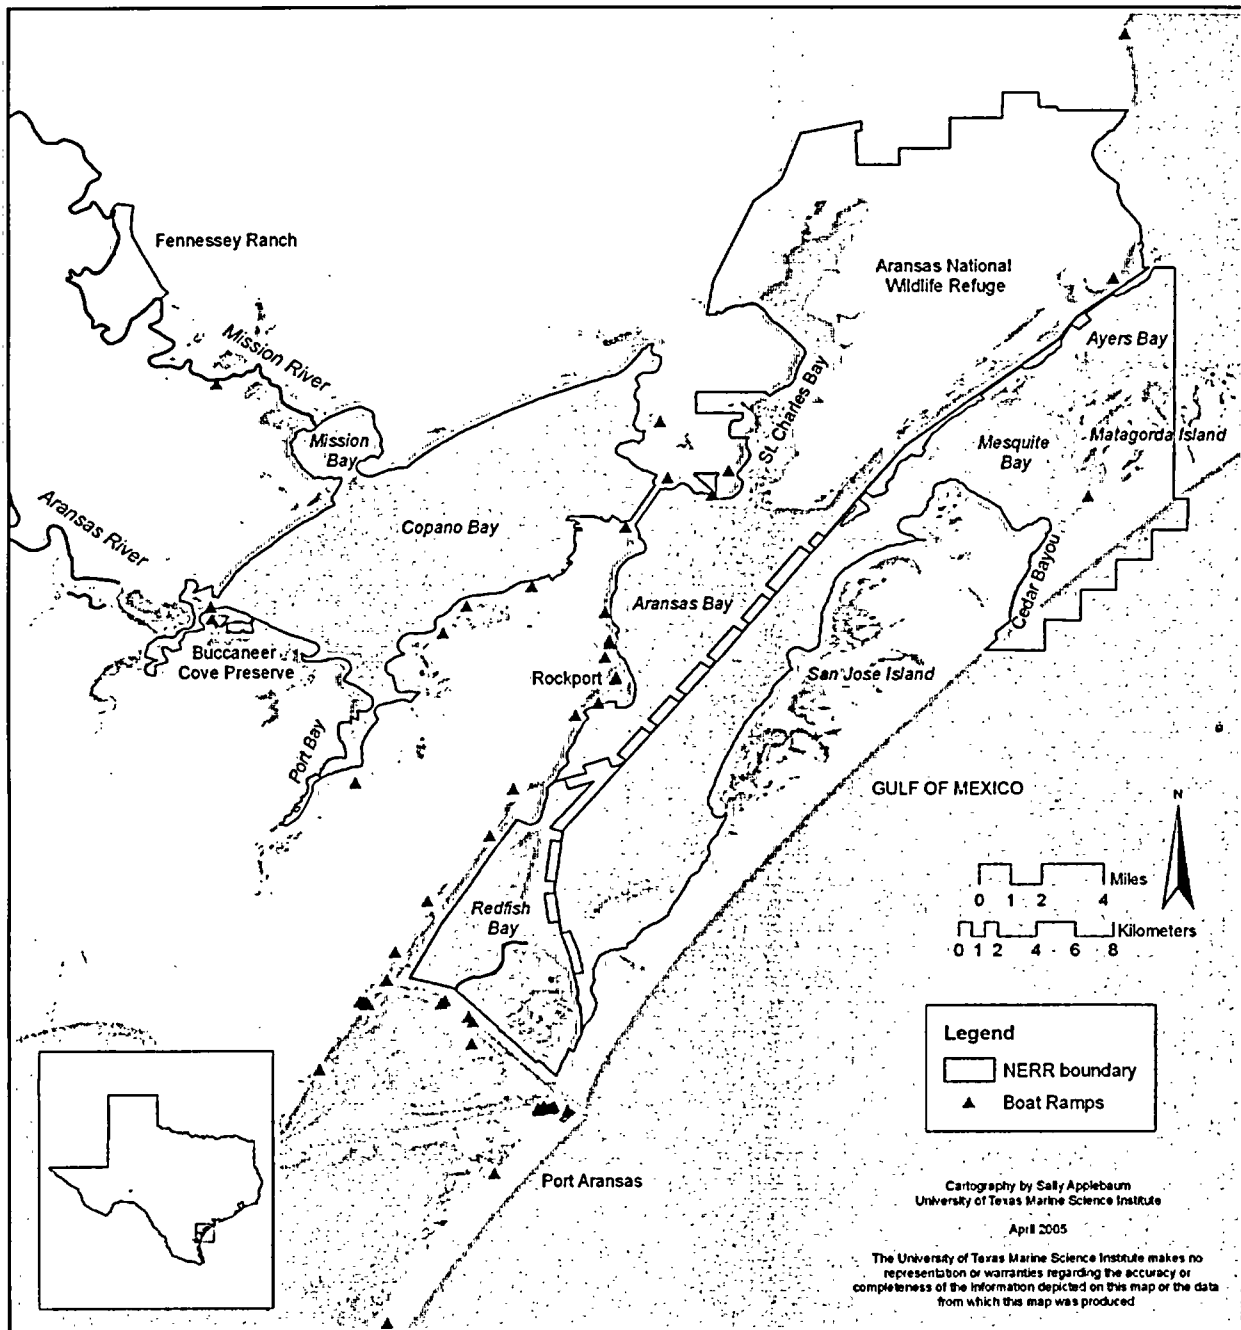 Fennessey Ranch
Aransas National
Wildlife Refuge
Ayers Bay
Mission River
St. Charles Bay
Mission
Bay
Mesquite
Bay
Matagorda Island
Aransas River
Copano Bay
Cedar Bayou
Aransas Bay
Buccaneer
Cove Preserve
Rockport
San Jose Island
Port Bay
GULF OF MEXICO
N
Miles
0 1 2 4
Redfish
Bay
Kilometers
0 1 2 4 6 8
Legend
NERR boundary
Boat Ramps
Port Aransas
Cartography by Sally Applebaum
University of Texas Marine Science Institute
April 2005
The University of Texas Marine Science Institute makes no
representation or warranties regarding the accuracy or
completeness of the information depicted on this map or the data
from which this map was produced